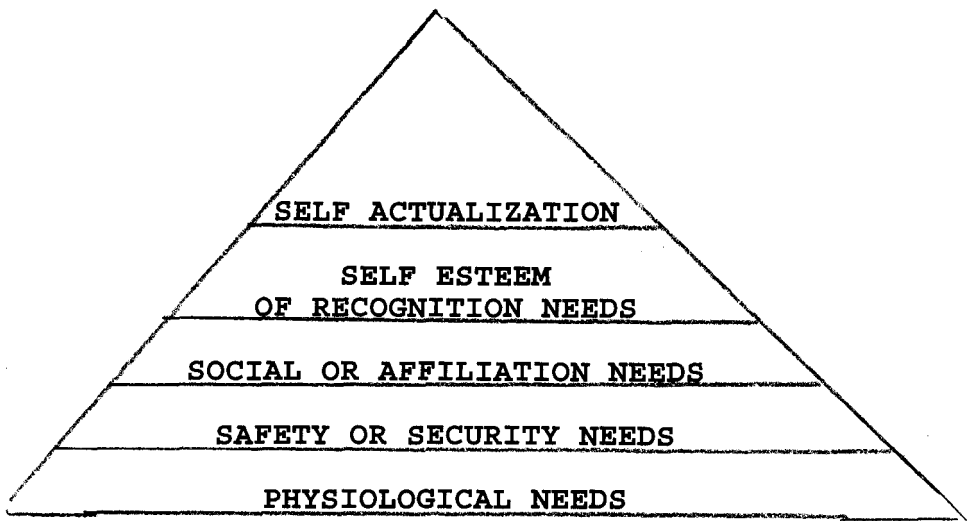 SELF ACTUALIZATION
SELF ESTEEM
OF RECOGNITION NEEDS
SOCIAL OR AFFILIATION NEEDS
SAFETY OR SECURITY NEEDS
PHYSIOLOGICAL NEEDS